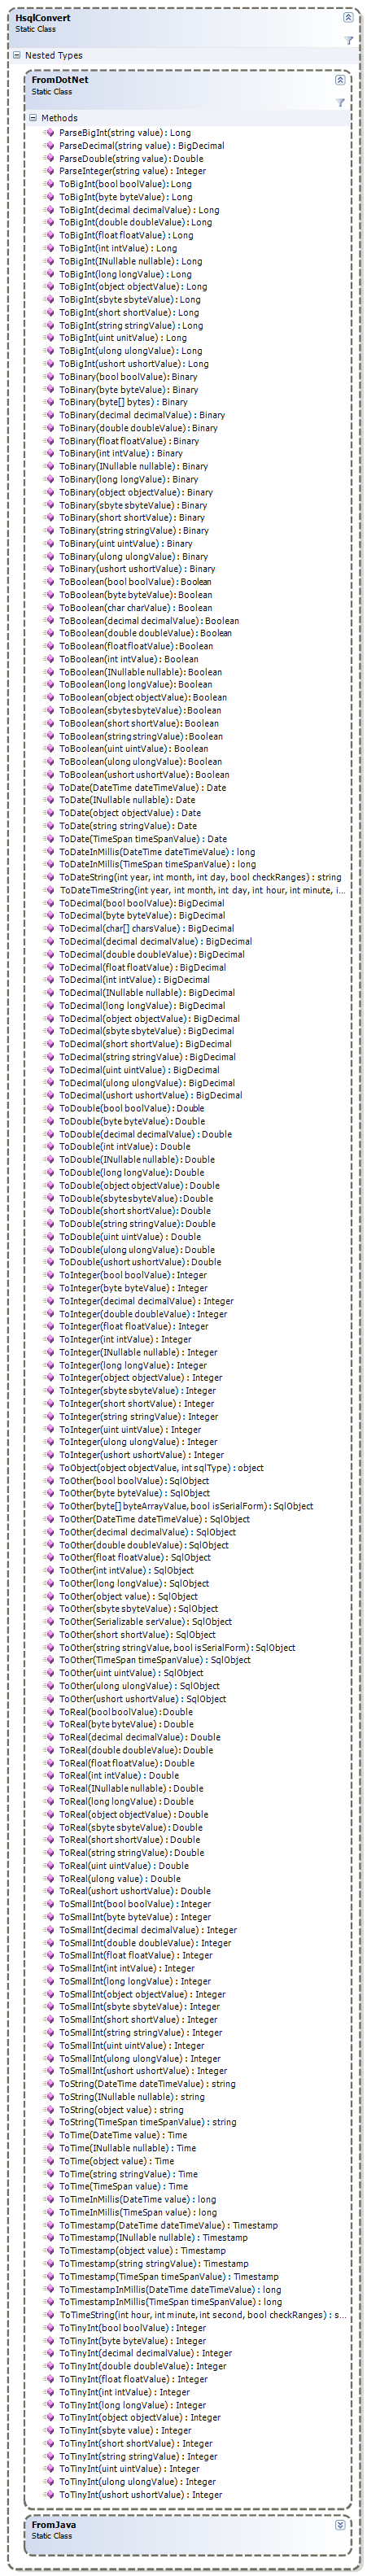 HsqlConvert
Static Class
Nested Types
FromDotNet
Static Class
Methods
ParseBigInt(string value) : Long
ParseDecimal(string value) : BigDecimal
ParseDouble(string value) : Double
ParseInteger(string value) : Integer
ToBigInt(bool boolValue) : Long
ToBigInt(byte byteValue) : Long
ToBigInt(decimal decimalValue) : Long
ToBigInt(double doubleValue) : Long
ToBigInt(float floatValue) : Long
ToBigInt(int intValue) : Long
ToBigInt(INullable nullable) : Long
ToBigInt(long longValue) : Long
ToBigInt(object objectValue) : Long
ToBigInt(sbyte sbyteValue) : Long
ToBigInt(short shortValue) : Long
ToBigInt(string stringValue) : Long
ToBigInt(uint unitValue) : Long
ToBigInt(ulong ulongValue) : Long
ToBigInt(ushort ushortValue) : Long
ToBinary(bool boolValue) : Binary
ToBinary(byte byteValue) : Binary
ToBinary(byte[] bytes) : Binary
ToBinary(decimal decimalValue) : Binary
ToBinary(double doubleValue) : Binary
ToBinary(float floatValue) : Binary
ToBinary(int intValue) : Binary
ToBinary(INullable nullable) : Binary
ToBinary(long longValue) : Binary
ToBinary(object objectValue) : Binary
ToBinary(sbyte sbyteValue) : Binary
ToBinary(short shortValue) : Binary
ToBinary(string stringValue) : Binary
ToBinary(uint uintValue) : Binary
ToBinary(ulong ulongValue) : Binary
ToBinary(ushort ushortValue) : Binary
ToBoolean(bool boolValue) : Boolean
ToBoolean(byte byteValue) : Boolean
ToBoolean(char charValue) : Boolean
ToBoolean(decimal decimalValue) : Boolean
ToBoolean(double doubleValue) : Boolean
ToBoolean(float floatValue) : Boolean
ToBoolean(int intValue) : Boolean
ToBoolean(INullable nullable) : Boolean
ToBoolean(long longValue) : Boolean
ToBoolean(object objectValue) : Boolean
ToBoolean(sbyte sbyteValue) : Boolean
ToBoolean(short shortValue) : Boolean
ToBoolean(string stringValue) : Boolean
ToBoolean(uint uintValue) : Boolean
ToBoolean(ulong ulongValue) : Boolean
ToBoolean(ushort ushortValue) : Boolean
ToDate(DateTime dateTimeValue) : Date
ToDate(INullable nullable) : Date
ToDate(object objectValue) : Date
ToDate(string stringValue) : Date
ToDate(TimeSpan timeSpanValue) : Date
ToDateInMillis(DateTime dateTimeValue) : long
ToDateInMillis(TimeSpan timeSpanValue) : long
ToDateString(int year, int month, int day, bool checkRanges) : string
ToDateTimeString(int year, int month, int day, int hour, int minute, i...
ToDecimal(bool boolValue) : BigDecimal
ToDecimal(byte byteValue) : BigDecimal
ToDecimal(char[] charsValue) : BigDecimal
ToDecimal(decimal decimalValue) : BigDecimal
ToDecimal(double doubleValue) : BigDecimal
ToDecimal(float floatValue) : BigDecimal
ToDecimal(int intValue) : BigDecimal
ToDecimal(INullable nullable) : BigDecimal
ToDecimal(long longValue) : BigDecimal
ToDecimal(object objectValue) : BigDecimal
ToDecimal(sbyte sbyteValue) : BigDecimal
ToDecimal(short shortValue) : BigDecimal
ToDecimal(string stringValue) : BigDecimal
ToDecimal(uint uintValue) : BigDecimal
ToDecimal(ulong ulongValue) : BigDecimal
ToDecimal(ushort ushortValue) : BigDecimal
ToDouble(bool boolValue) : Double
ToDouble(byte byteValue) : Double
ToDouble(decimal decimalValue) : Double
ToDouble(int intValue) : Double
ToDouble(INullable nullable) : Double
ToDouble(long longValue) : Double
ToDouble(object objectValue) : Double
ToDouble(sbyte sbyteValue) : Double
ToDouble(short shortValue) : Double
ToDouble(string stringValue) : Double
ToDouble(uint uintValue) : Double
ToDouble(ulong ulongValue) : Double
ToDouble(ushort ushortValue) : Double
ToInteger(bool boolValue) : Integer
ToInteger(byte byteValue) : Integer
ToInteger(decimal decimalValue) : Integer
ToInteger(double doubleValue) : Integer
ToInteger(float floatValue) : Integer
ToInteger(int intValue) : Integer
ToInteger(INullable nullable) : Integer
ToInteger(long longValue) : Integer
ToInteger(object objectValue) : Integer
ToInteger(sbyte sbyteValue) : Integer
ToInteger(short shortValue) : Integer
ToInteger(string stringValue) : Integer
ToInteger(uint uintValue) : Integer
ToInteger(ulong ulongValue) : Integer
ToInteger(ushort ushortValue) : Integer
ToObject(object objectValue, int sqlType) : object
ToOther(bool boolValue) : SqlObject
ToOther(byte byteValue) : SqlObject
ToOther(byte[] byteArrayValue, bool isSerialForm) : SqlObject
ToOther(DateTime dateTimeValue) : SqlObject
ToOther(decimal decimalValue) : SqlObject
ToOther(double doubleValue) : SqlObject
ToOther(float floatValue) : SqlObject
ToOther(int intValue) : SqlObject
ToOther(long longValue) : SqlObject
ToOther(object value) : SqlObject
ToOther(sbyte sbyteValue) : SqlObject
ToOther(Serializable serValue) : SqlObject
ToOther(short shortValue) : SqlObject
ToOther(string stringValue, bool isSerialForm) : SqlObject
ToOther(TimeSpan timeSpanValue) : SqlObject
ToOther(uint uintValue) : SqlObject
ToOther(ulong ulongValue) : SqlObject
ToOther(ushort ushortValue) : SqlObject
ToReal(bool boolValue) : Double
ToReal(byte byteValue) : Double
ToReal(decimal decimalValue) : Double
ToReal(double doubleValue) : Double
ToReal(float floatValue) : Double
ToReal(int intValue) : Double
ToReal(INullable nullable) : Double
ToReal(long longValue) : Double
ToReal(object objectValue) : Double
ToReal(sbyte sbyteValue) : Double
ToReal(short shortValue) : Double
ToReal(string stringValue) : Double
ToReal(uint uintValue) : Double
ToReal(ulong value) : Double
ToReal(ushort ushortValue) : Double
ToSmallInt(bool boolValue) : Integer
ToSmallInt(byte byteValue) : Integer
ToSmallInt(decimal decimalValue) : Integer
ToSmallInt(double doubleValue) : Integer
ToSmallInt(float floatValue) : Integer
ToSmallInt(int intValue) : Integer
ToSmallInt(long longValue) : Integer
ToSmallInt(object objectValue) : Integer
ToSmallInt(sbyte sbyteValue) : Integer
ToSmallInt(short shortValue) : Integer
ToSmallInt(string stringValue) : Integer
ToSmallInt(uint uintValue) : Integer
ToSmallInt(ulong ulongValue) : Integer
ToSmallInt(ushort ushortValue) : Integer
ToString(DateTime dateTimeValue) : string
ToString(INullable nullable) : string
ToString(object value) : string
ToString(TimeSpan timeSpanValue) : string
ToTime(DateTime value) : Time
ToTime(INullable nullable) : Time
ToTime(object value) : Time
ToTime(string stringValue) : Time
ToTime(TimeSpan value) : Time
ToTimeInMillis(DateTime value) : long
ToTimeInMillis(TimeSpan value) : long
ToTimestamp(DateTime dateTimeValue) : Timestamp
ToTimestamp(INullable nullable) : Timestamp
ToTimestamp(object value) : Timestamp
ToTimestamp(string stringValue) : Timestamp
ToTimestamp(TimeSpan timeSpanValue) : Timestamp
ToTimestampInMillis(DateTime dateTimeValue) : long
ToTimestampInMillis(TimeSpan timeSpanValue) : long
ToTimeString(int hour, int minute, int second, bool checkRanges) : s...
ToTinyInt(bool boolValue) : Integer
ToTinyInt(byte byteValue) : Integer
ToTinyInt(decimal decimalValue) : Integer
ToTinyInt(double doubleValue) : Integer
ToTinyInt(float floatValue) : Integer
ToTinyInt(int intValue) : Integer
ToTinyInt(long longValue) : Integer
ToTinyInt(object objectValue) : Integer
ToTinyInt(sbyte value) : Integer
ToTinyInt(short shortValue) : Integer
ToTinyInt(string stringValue) : Integer
ToTinyInt(uint uintValue) : Integer
ToTinyInt(ulong ulongValue) : Integer
ToTinyInt(ushort ushortValue) : Integer
FromJava
Static Class